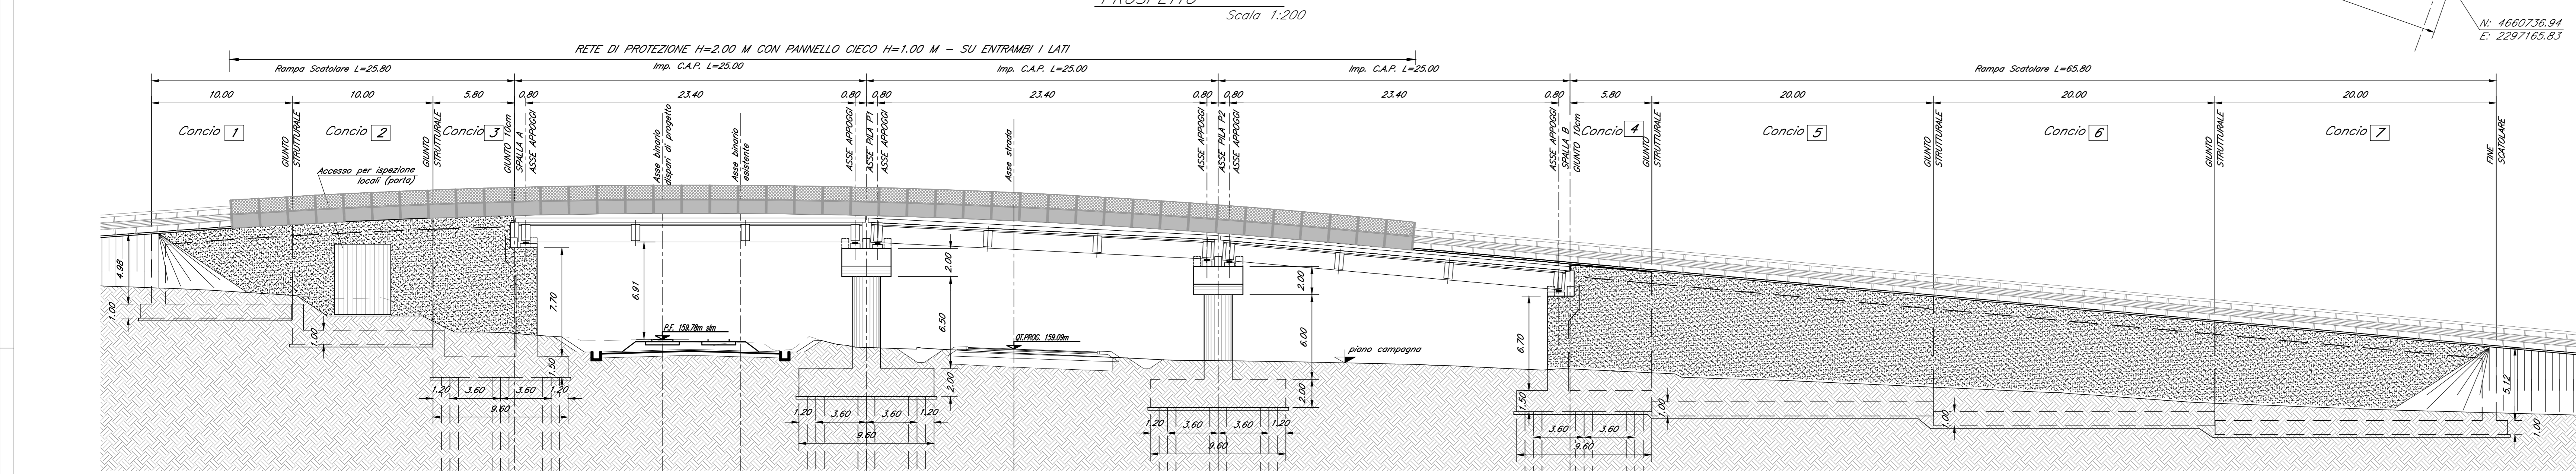 PROSPETTO
Scala 1:200
N: 4660736.94
E: 2297165.83
RETE DI PROTEZIONE H=2.00 M CON PANNELLO CIECO H=1.00 M - SU ENTRAMBI I LATI
Rampa Scatolare L=25.80
Imp. C.A.P. L=25.00
Imp. C.A.P. L=25.00
Imp. C.A.P. L=25.00
Rampa Scatolare L=65.80
10.00
10.00
5.80
0.80
23.40
0.80
0.80
23.40
0.80
0.80
23.40
0.80
5.80
20.00
20.00
20.00
Concio 1
Concio 2
Concio 3
Concio 4
Concio 5
Concio 6
Concio 7
GIUNTO
STRUTTURALE
GIUNTO
STRUTTURALE
GIUNTO 10cm
SPALLA A
ASSE APPOGGI
Asse binario
dispari di progetto
Asse binario
esistente
ASSE APPOGGI
ASSE PILA P1
ASSE APPOGGI
Asse strada
ASSE APPOGGI
ASSE PILA P2
ASSE APPOGGI
ASSE APPOGGI
SPALLA B
GIUNTO 10cm
GIUNTO
STRUTTURALE
GIUNTO
STRUTTURALE
GIUNTO
STRUTTURALE
FINE
SCATOLARE
Accesso per ispezione
locali (porta)
4.98
1.00
1.00
7.70
1.50
6.91
P.F. 159.78m slm
2.00
6.50
2.00
QT.PROG. 159.09m
2.00
6.00
2.00
piano campagna
6.70
1.50
1.00
1.00
5.12
1.00
1.20
3.60
3.60
1.20
9.60
1.20
3.60
3.60
1.20
9.60
1.20
3.60
3.60
1.20
9.60
3.60
3.60
9.60